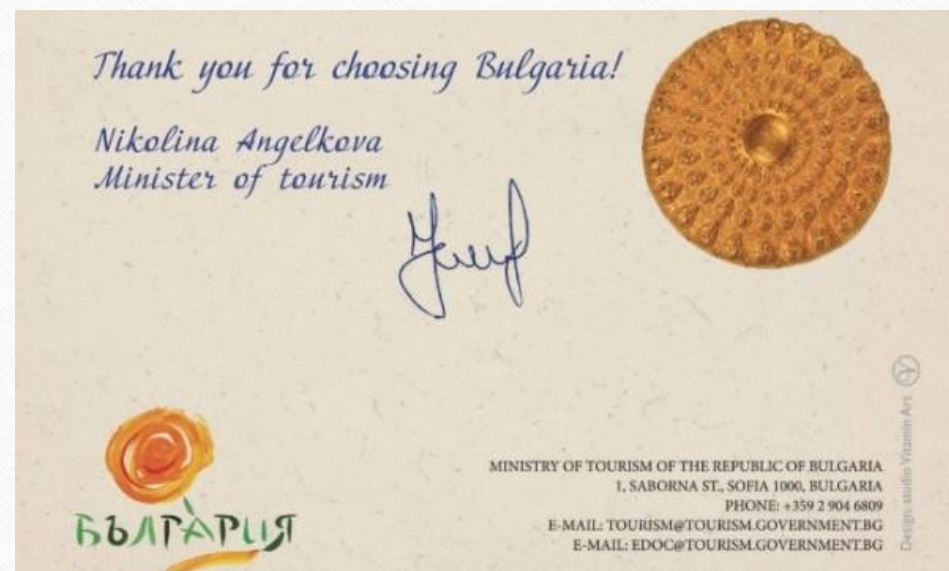 Thank you for choosing Bulgaria!
Nikolina Angelkova
Minister of tourism
БЪЛГАРИЯ
MINISTRY OF TOURISM OF THE REPUBLIC OF BULGARIA
1, SABORNA ST., SOFIA 1000, BULGARIA
PHONE: +359 2 904 6809
E-MAIL: TOURISM@TOURISM.GOVERNMENT.BG
E-MAIL: EDOC@TOURISM.GOVERNMENT.BG
Design: studio Vitamin Art